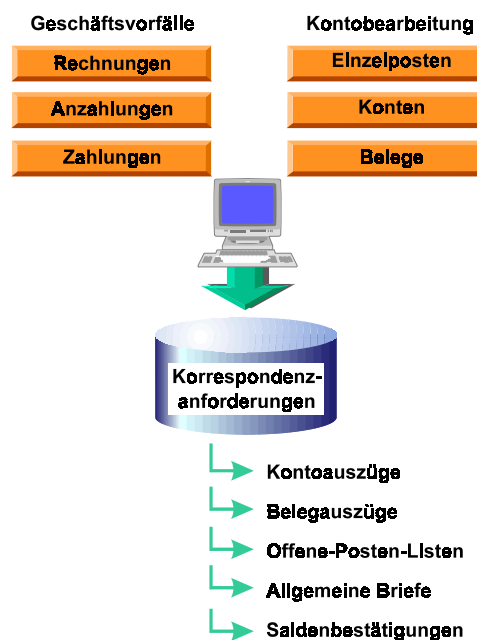 Geschäftsvorfälle
Rechnungen
Anzahlungen
Zahlungen
Kontobearbeitung
Einzelposten
Konten
Belege
Korrespondenz-
anforderungen
Kontoauszüge
Belegauszüge
Offene-Posten-Listen
Allgemeine Briefe
Saldenbestätigungen